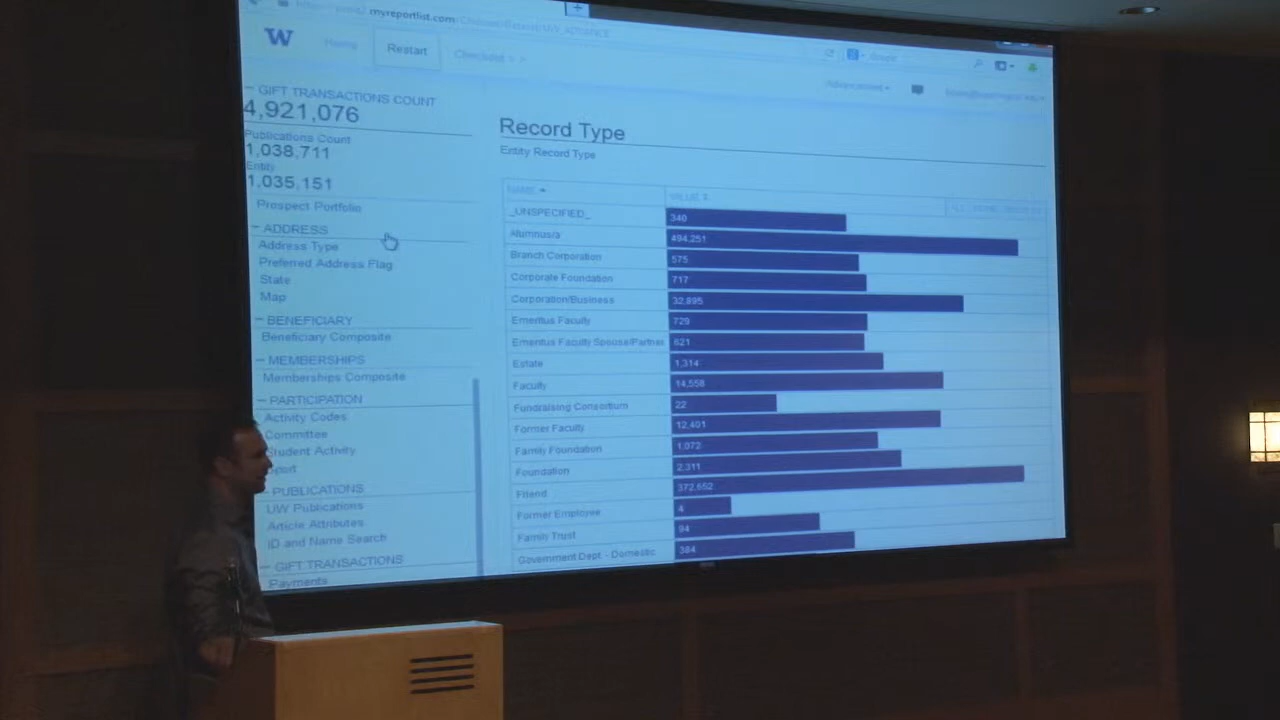 myreportlist.com
W
Home
Restart
GIFT TRANSACTIONS COUNT
4,921,076
Publications Count
1,038,711
Entity
1,035,151
Prospect Portfolio
ADDRESS
Address Type
Preferred Address Flag
State
Map
BENEFICIARY
Beneficiary Composite
MEMBERSHIPS
Memberships Composite
PARTICIPATION
Activity Codes
Committee
Student Activity
PUBLICATIONS
UW Publications
Article Attributes
ID and Name Search
GIFT TRANSACTIONS
Payments
Record Type
Entity Record Type
NAME VALUE
_UNSPECIFIED_ 340
Alumnus/a 494,251
Branch Corporation 575
Corporate Foundation 717
Corporation/Business 32,895
Emeritus Faculty 729
Emeritus Faculty Spouse/Partner 621
Estate 1,314
Faculty 14,558
Fundraising Consortium 22
Former Faculty 12,401
Family Foundation 1,072
Foundation 2,311
Friend 372,652
Former Employee 4
Family Trust 94
Government Dept. - Domestic 384